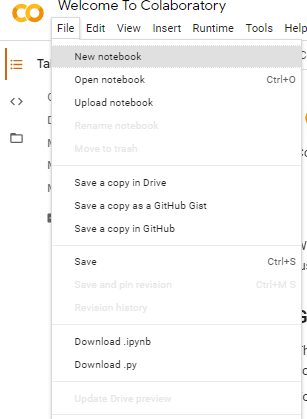 Welcome To Colaboratory
File Edit View Insert Runtime Tools Help
New notebook
Open notebook Ctrl+O
Upload notebook
Rename notebook
Move to trash
Save a copy in Drive
Save a copy as a GitHub Gist
Save a copy in GitHub
Save Ctrl+S
Save and pin revision Ctrl+M S
Revision history
Download .ipynb
Download .py
Update Drive preview